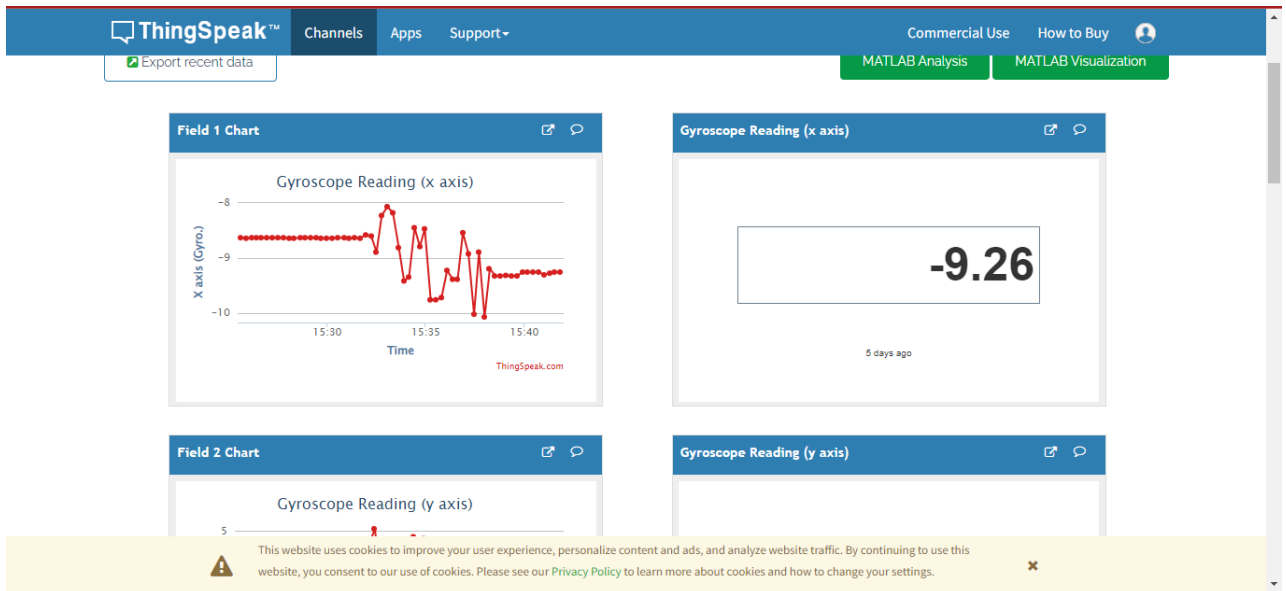 ThingSpeak™ Channels Apps Support Commercial Use How to Buy
Export recent data MATLAB Analysis MATLAB Visualization
Field 1 Chart
Gyroscope Reading (x axis)
-8
-9
-10
X axis (Gyro.)
15:30 15:35 15:40
Time
ThingSpeak.com
Gyroscope Reading (x axis)
-9.26
5 days ago
Field 2 Chart
Gyroscope Reading (y axis)
5
Gyroscope Reading (y axis)
This website uses cookies to improve your user experience, personalize content and ads, and analyze website traffic. By continuing to use this
website, you consent to our use of cookies. Please see our Privacy Policy to learn more about cookies and how to change your settings.